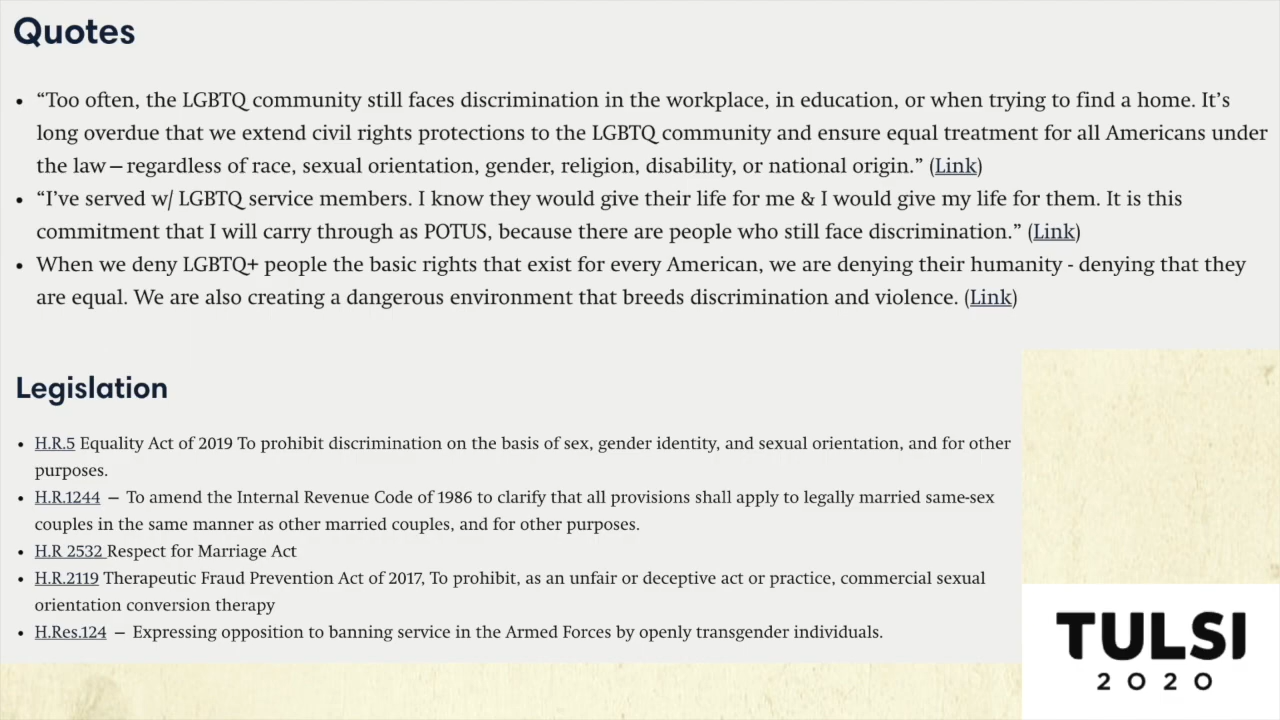 Quotes
• “Too often, the LGBTQ community still faces discrimination in the workplace, in education, or when trying to find a home. It’s
long overdue that we extend civil rights protections to the LGBTQ community and ensure equal treatment for all Americans under
the law – regardless of race, sexual orientation, gender, religion, disability, or national origin.” (Link)
• “I’ve served w/ LGBTQ service members. I know they would give their life for me & I would give my life for them. It is this
commitment that I will carry through as POTUS, because there are people who still face discrimination.” (Link)
• When we deny LGBTQ+ people the basic rights that exist for every American, we are denying their humanity - denying that they
are equal. We are also creating a dangerous environment that breeds discrimination and violence. (Link)
Legislation
• H.R.5 Equality Act of 2019 To prohibit discrimination on the basis of sex, gender identity, and sexual orientation, and for other
purposes.
• H.R.1244 – To amend the Internal Revenue Code of 1986 to clarify that all provisions shall apply to legally married same-sex
couples in the same manner as other married couples, and for other purposes.
• H.R 2532 Respect for Marriage Act
• H.R.2119 Therapeutic Fraud Prevention Act of 2017, To prohibit, as an unfair or deceptive act or practice, commercial sexual
orientation conversion therapy
• H.Res.124 – Expressing opposition to banning service in the Armed Forces by openly transgender individuals.
TULSI
2020